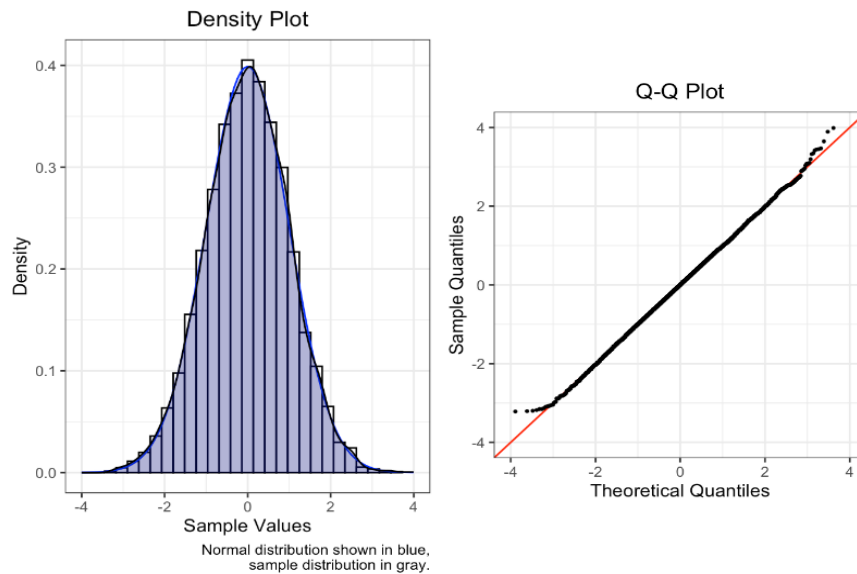 Density Plot
0.4
0.3
0.2
0.1
0.0
Density
-4 -2 0 2 4
Sample Values
Normal distribution shown in blue,
sample distribution in gray.
Q-Q Plot
4
2
0
-2
-4
Sample Quantiles
-4 -2 0 2 4
Theoretical Quantiles